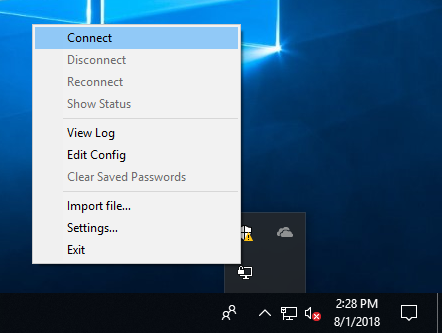 Connect
Disconnect
Reconnect
Show Status
View Log
Edit Config
Clear Saved Passwords
Import file...
Settings...
Exit
2:28 PM
8/1/2018